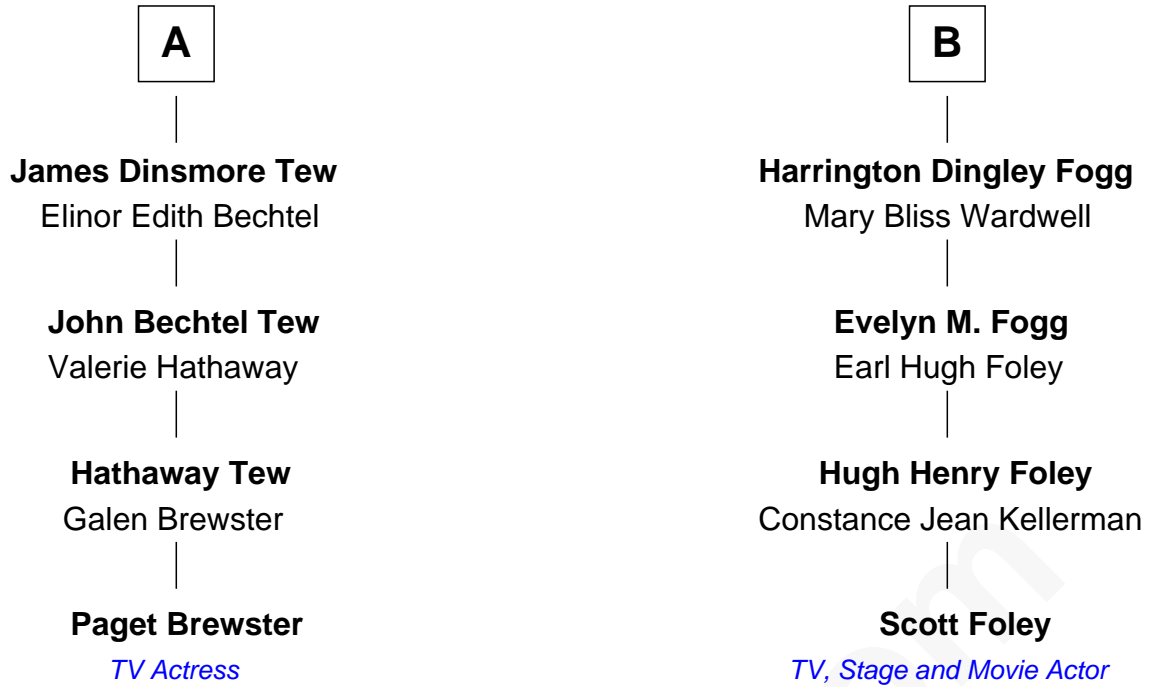 A
James Dinsmore Tew
Elinor Edith Bechtel
John Bechtel Tew
Valerie Hathaway
Hathaway Tew
Galen Brewster
Paget Brewster
TV Actress
B
Harrington Dingley Fogg
Mary Bliss Wardwell
Evelyn M. Fogg
Earl Hugh Foley
Hugh Henry Foley
Constance Jean Kellerman
Scott Foley
TV, Stage and Movie Actor
om